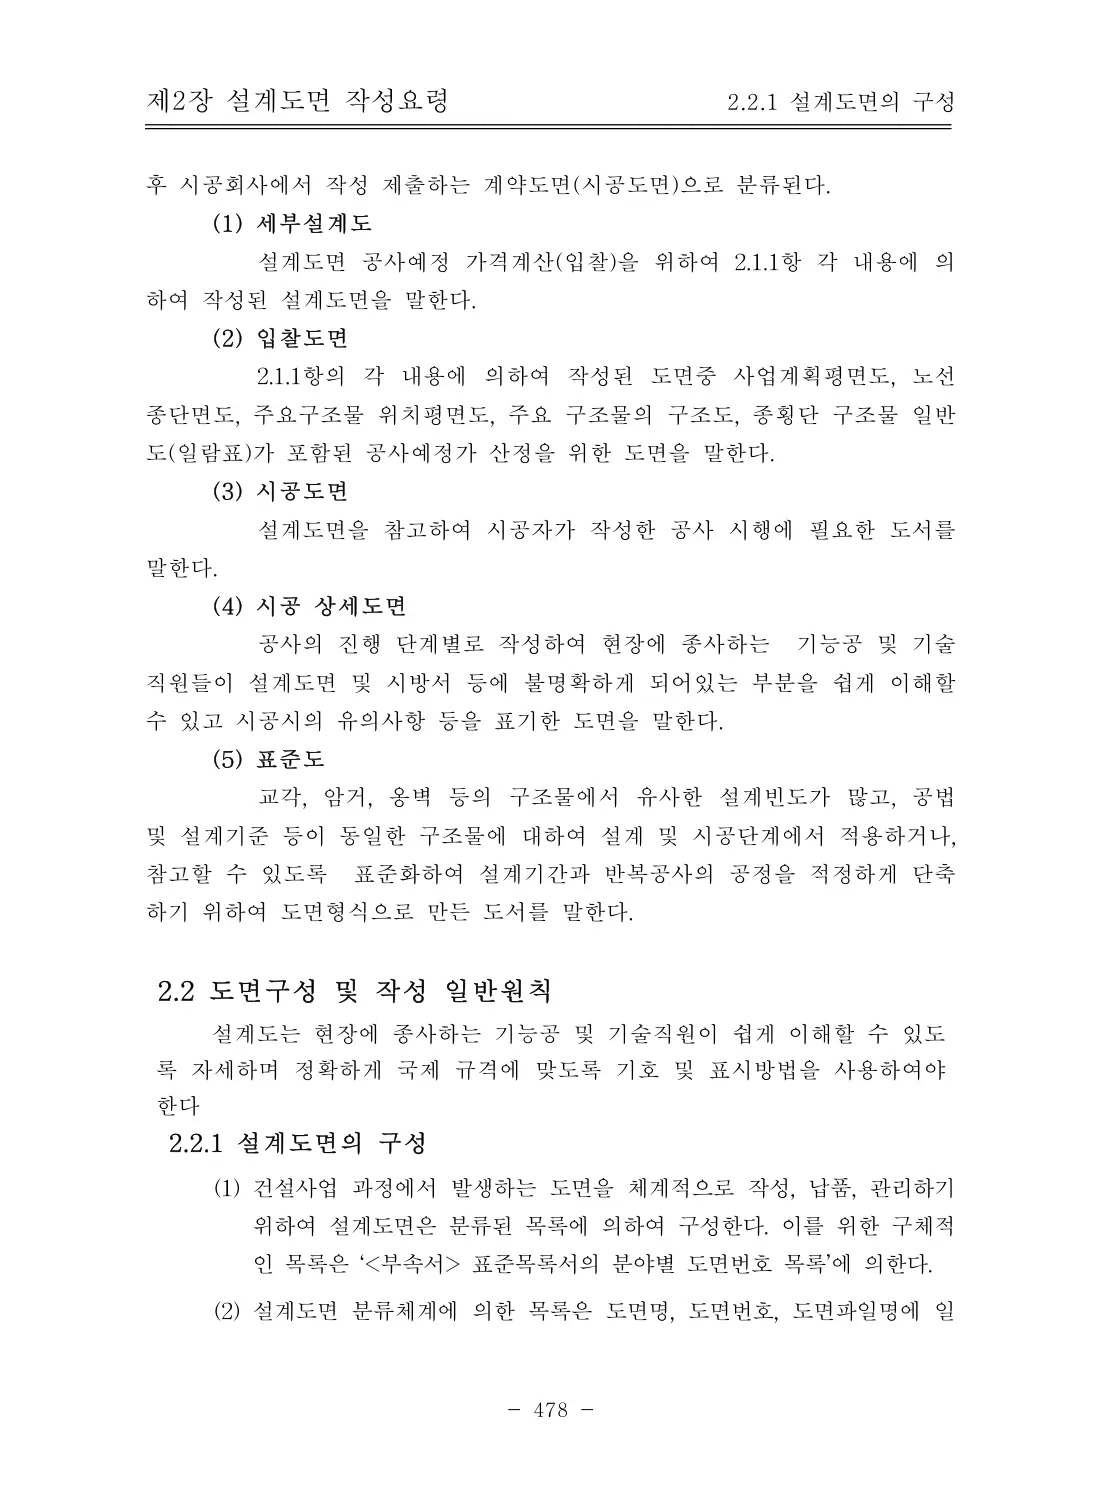 제2장 설계도면 작성요령 2.2.1 설계도면의 구성
후 시공회사에서 작성 제출하는 계약도면(시공도면)으로 분류된다.
(1) 세부설계도
설계도면 공사예정 가격계산(입찰)을 위하여 2.1.1항 각 내용에 의
하여 작성된 설계도면을 말한다.
(2) 입찰도면
2.1.1항의 각 내용에 의하여 작성된 도면중 사업계획평면도, 노선
종단면도, 주요구조물 위치평면도, 주요 구조물의 구조도, 종횡단 구조물 일반
도(일람표)가 포함된 공사예정가 산정을 위한 도면을 말한다.
(3) 시공도면
설계도면을 참고하여 시공자가 작성한 공사 시행에 필요한 도서를
말한다.
(4) 시공 상세도면
공사의 진행 단계별로 작성하여 현장에 종사하는 기능공 및 기술
직원들이 설계도면 및 시방서 등에 불명확하게 되어있는 부분을 쉽게 이해할
수 있고 시공시의 유의사항 등을 표기한 도면을 말한다.
(5) 표준도
교각, 암거, 옹벽 등의 구조물에서 유사한 설계빈도가 많고, 공법
및 설계기준 등이 동일한 구조물에 대하여 설계 및 시공단계에서 적용하거나,
참고할 수 있도록 표준화하여 설계기간과 반복공사의 공정을 적정하게 단축
하기 위하여 도면형식으로 만든 도서를 말한다.
2.2 도면구성 및 작성 일반원칙
설계도는 현장에 종사하는 기능공 및 기술직원이 쉽게 이해할 수 있도
록 자세하며 정확하게 국제 규격에 맞도록 기호 및 표시방법을 사용하여야
한다
2.2.1 설계도면의 구성
(1) 건설사업 과정에서 발생하는 도면을 체계적으로 작성, 납품, 관리하기
위하여 설계도면은 분류된 목록에 의하여 구성한다. 이를 위한 구체적
인 목록은 ‘<부속서> 표준목록서의 분야별 도면번호 목록’에 의한다.
(2) 설계도면 분류체계에 의한 목록은 도면명, 도면번호, 도면파일명에 일
- 478 -